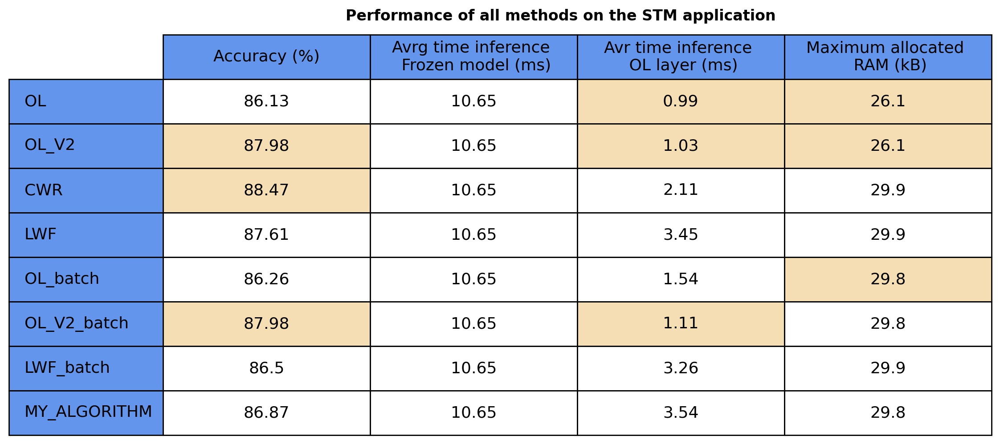 Performance of all methods on the STM application
Accuracy (%) Avrg time inference Frozen model (ms) Avr time inference OL layer (ms) Maximum allocated RAM (kB)
OL 86.13 10.65 0.99 26.1
OL_V2 87.98 10.65 1.03 26.1
CWR 88.47 10.65 2.11 29.9
LWF 87.61 10.65 3.45 29.9
OL_batch 86.26 10.65 1.54 29.8
OL_V2_batch 87.98 10.65 1.11 29.8
LWF_batch 86.5 10.65 3.26 29.9
MY_ALGORITHM 86.87 10.65 3.54 29.8